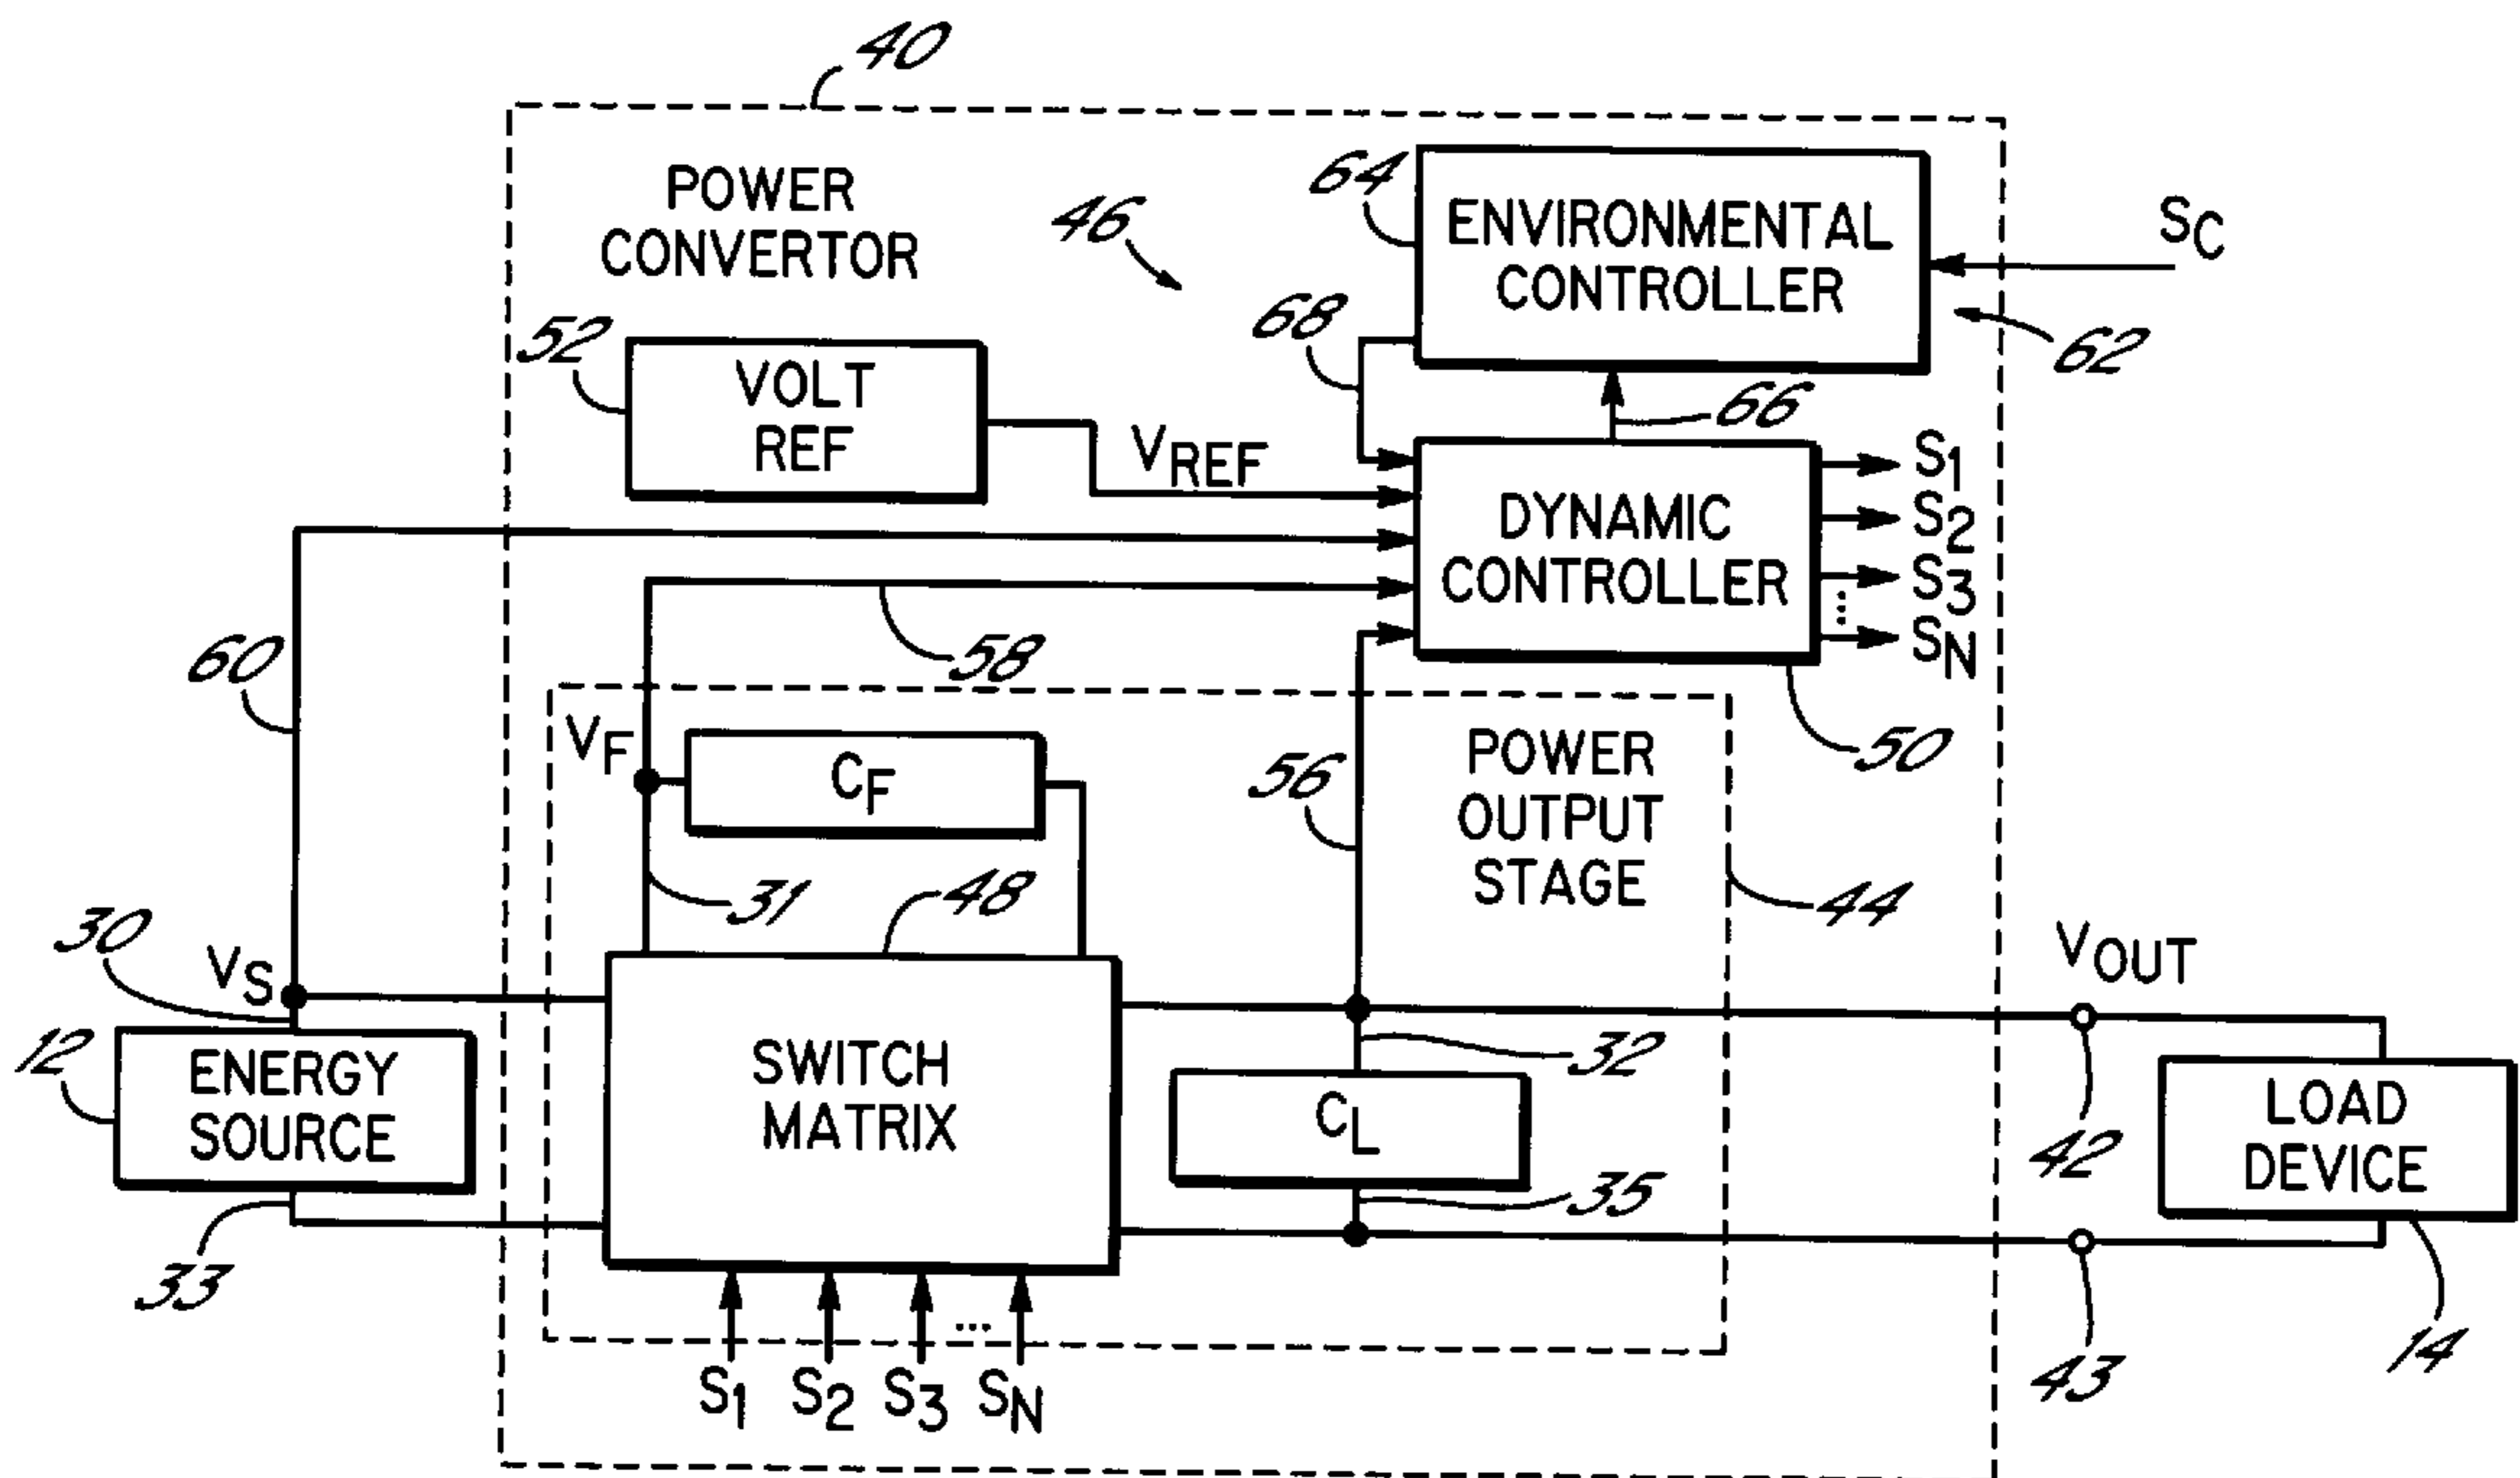 40
POWER
CONVERTOR
46
64
ENVIRONMENTAL
CONTROLLER
SC
62
52
VOLT
REF
68
66
VREF
DYNAMIC
CONTROLLER
S1
S2
S3
...
SN
60
58
50
VF
CF
56
POWER
OUTPUT
STAGE
31
48
44
30
VS
VOUT
12
ENERGY
SOURCE
SWITCH
MATRIX
32
CL
35
42
LOAD
DEVICE
33
43
14
...
S1 S2 S3 SN